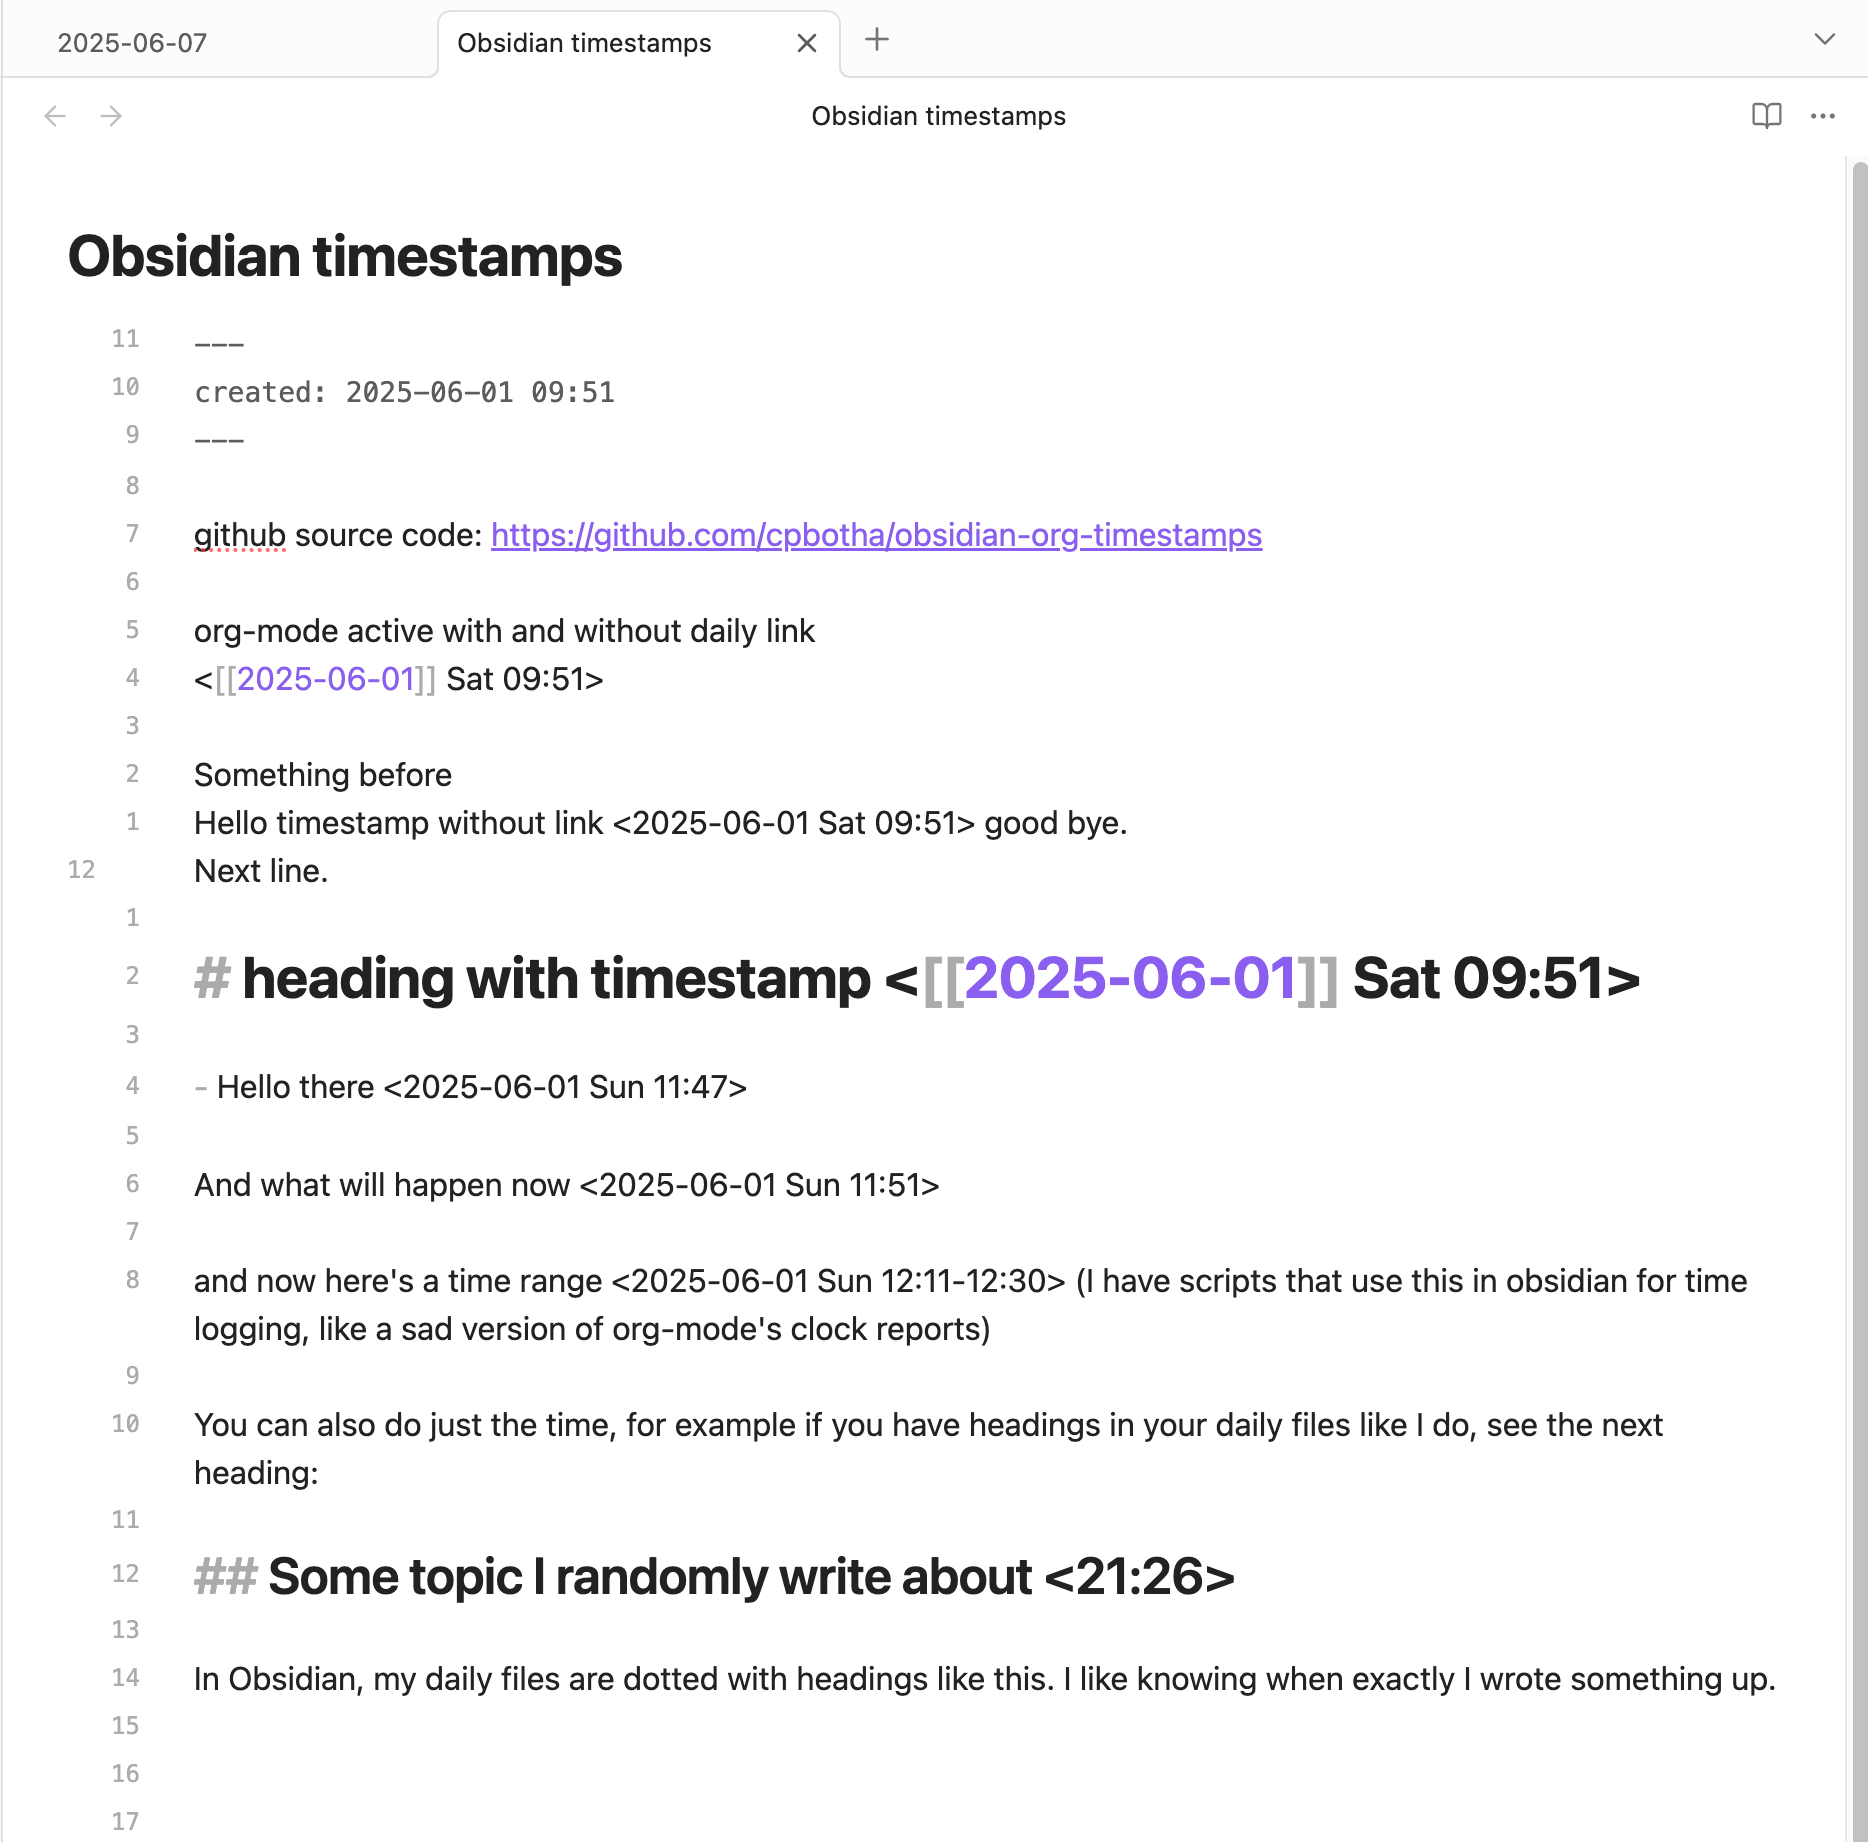 2025-06-07
Obsidian timestamps
Obsidian timestamps
Obsidian timestamps
11 ---
10 created: 2025-06-01 09:51
9 ---
8
7 github source code: https://github.com/cpbotha/obsidian-org-timestamps
6
5 org-mode active with and without daily link
4 <[[2025-06-01]] Sat 09:51>
3
2 Something before
1 Hello timestamp without link <2025-06-01 Sat 09:51> good bye.
12 Next line.
1
2 # heading with timestamp <[[2025-06-01]] Sat 09:51>
3
4 - Hello there <2025-06-01 Sun 11:47>
5
6 And what will happen now <2025-06-01 Sun 11:51>
7
8 and now here's a time range <2025-06-01 Sun 12:11-12:30> (I have scripts that use this in obsidian for time
logging, like a sad version of org-mode's clock reports)
9
10 You can also do just the time, for example if you have headings in your daily files like I do, see the next
heading:
11
12 ## Some topic I randomly write about <21:26>
13
14 In Obsidian, my daily files are dotted with headings like this. I like knowing when exactly I wrote something up.
15
16
17